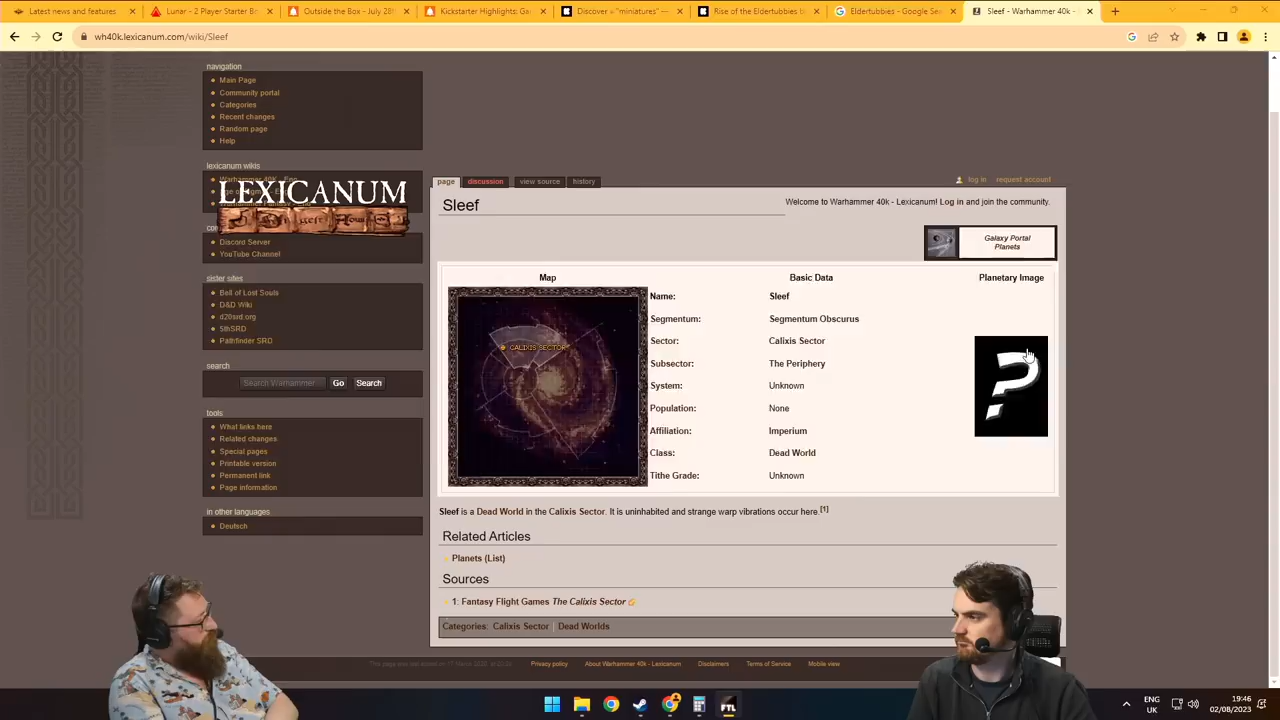 Latest news and features
Lunar - 2 Player Starter B
Outside the Box - July 28t
Kickstarter Highlights: Ga
Discover » "miniatures" —
Rise of the Eldertubbies —
Eldertubbies - Google Sea
Sleef - Warhammer 40k -
wh40k.lexicanum.com/wiki/Sleef
navigation
Main Page
Community portal
Categories
Recent changes
Random page
Help
lexicanum wikis
Warhammer 40K - Eng
LEXICANUM
Discord Server
YouTube Channel
sister sites
Bell of Lost Souls
D&D Wiki
d20srd.org
5thSRD
Pathfinder SRD
search
Search Warhammer
Go
Search
tools
What links here
Related changes
Special pages
Printable version
Permanent link
Page information
in other languages
Deutsch
page
discussion
view source
history
log in
request account
Sleef
Welcome to Warhammer 40k - Lexicanum! Log in and join the community.
Galaxy Portal
Planets
Map
Basic Data
Planetary Image
CALIXIS SECTOR
Name: Sleef
Segmentum: Segmentum Obscurus
Sector: Calixis Sector
Subsector: The Periphery
System: Unknown
Population: None
Affiliation: Imperium
Class: Dead World
Tithe Grade: Unknown
?
Sleef is a Dead World in the Calixis Sector. It is uninhabited and strange warp vibrations occur here.[1]
Related Articles
Planets (List)
Sources
1: Fantasy Flight Games The Calixis Sector
Categories: Calixis Sector | Dead Worlds
Privacy policy
About Warhammer 40k - Lexicanum
Disclaimers
Terms of Service
Mobile view
FTL
ENG
UK
19:46
02/08/2023